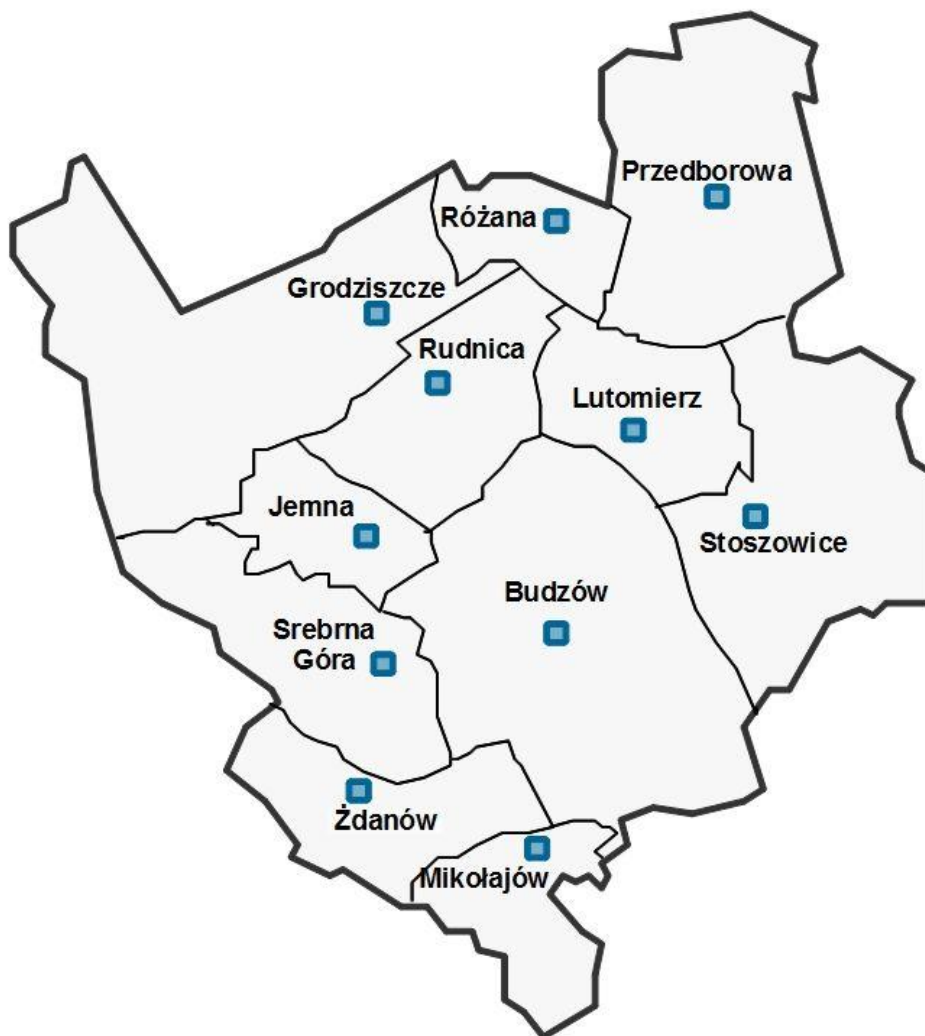 Przedborowa
Różana
Grodziszcze
Rudnica
Lutomierz
Jemna
Stoszowice
Budzów
Srebrna
Góra
Żdanów
Mikołajów